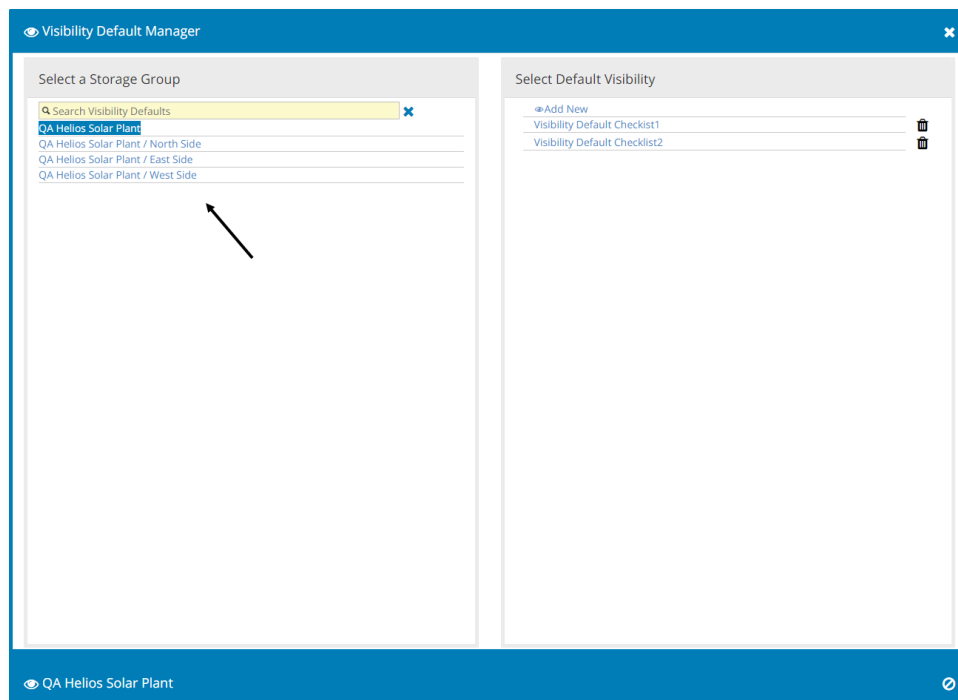 Visibility Default Manager
Select a Storage Group
Search Visibility Defaults
QA Helios Solar Plant
QA Helios Solar Plant / North Side
QA Helios Solar Plant / East Side
QA Helios Solar Plant / West Side
Select Default Visibility
Add New
Visibility Default Checkist1
Visibility Default Checklist2
QA Helios Solar Plant